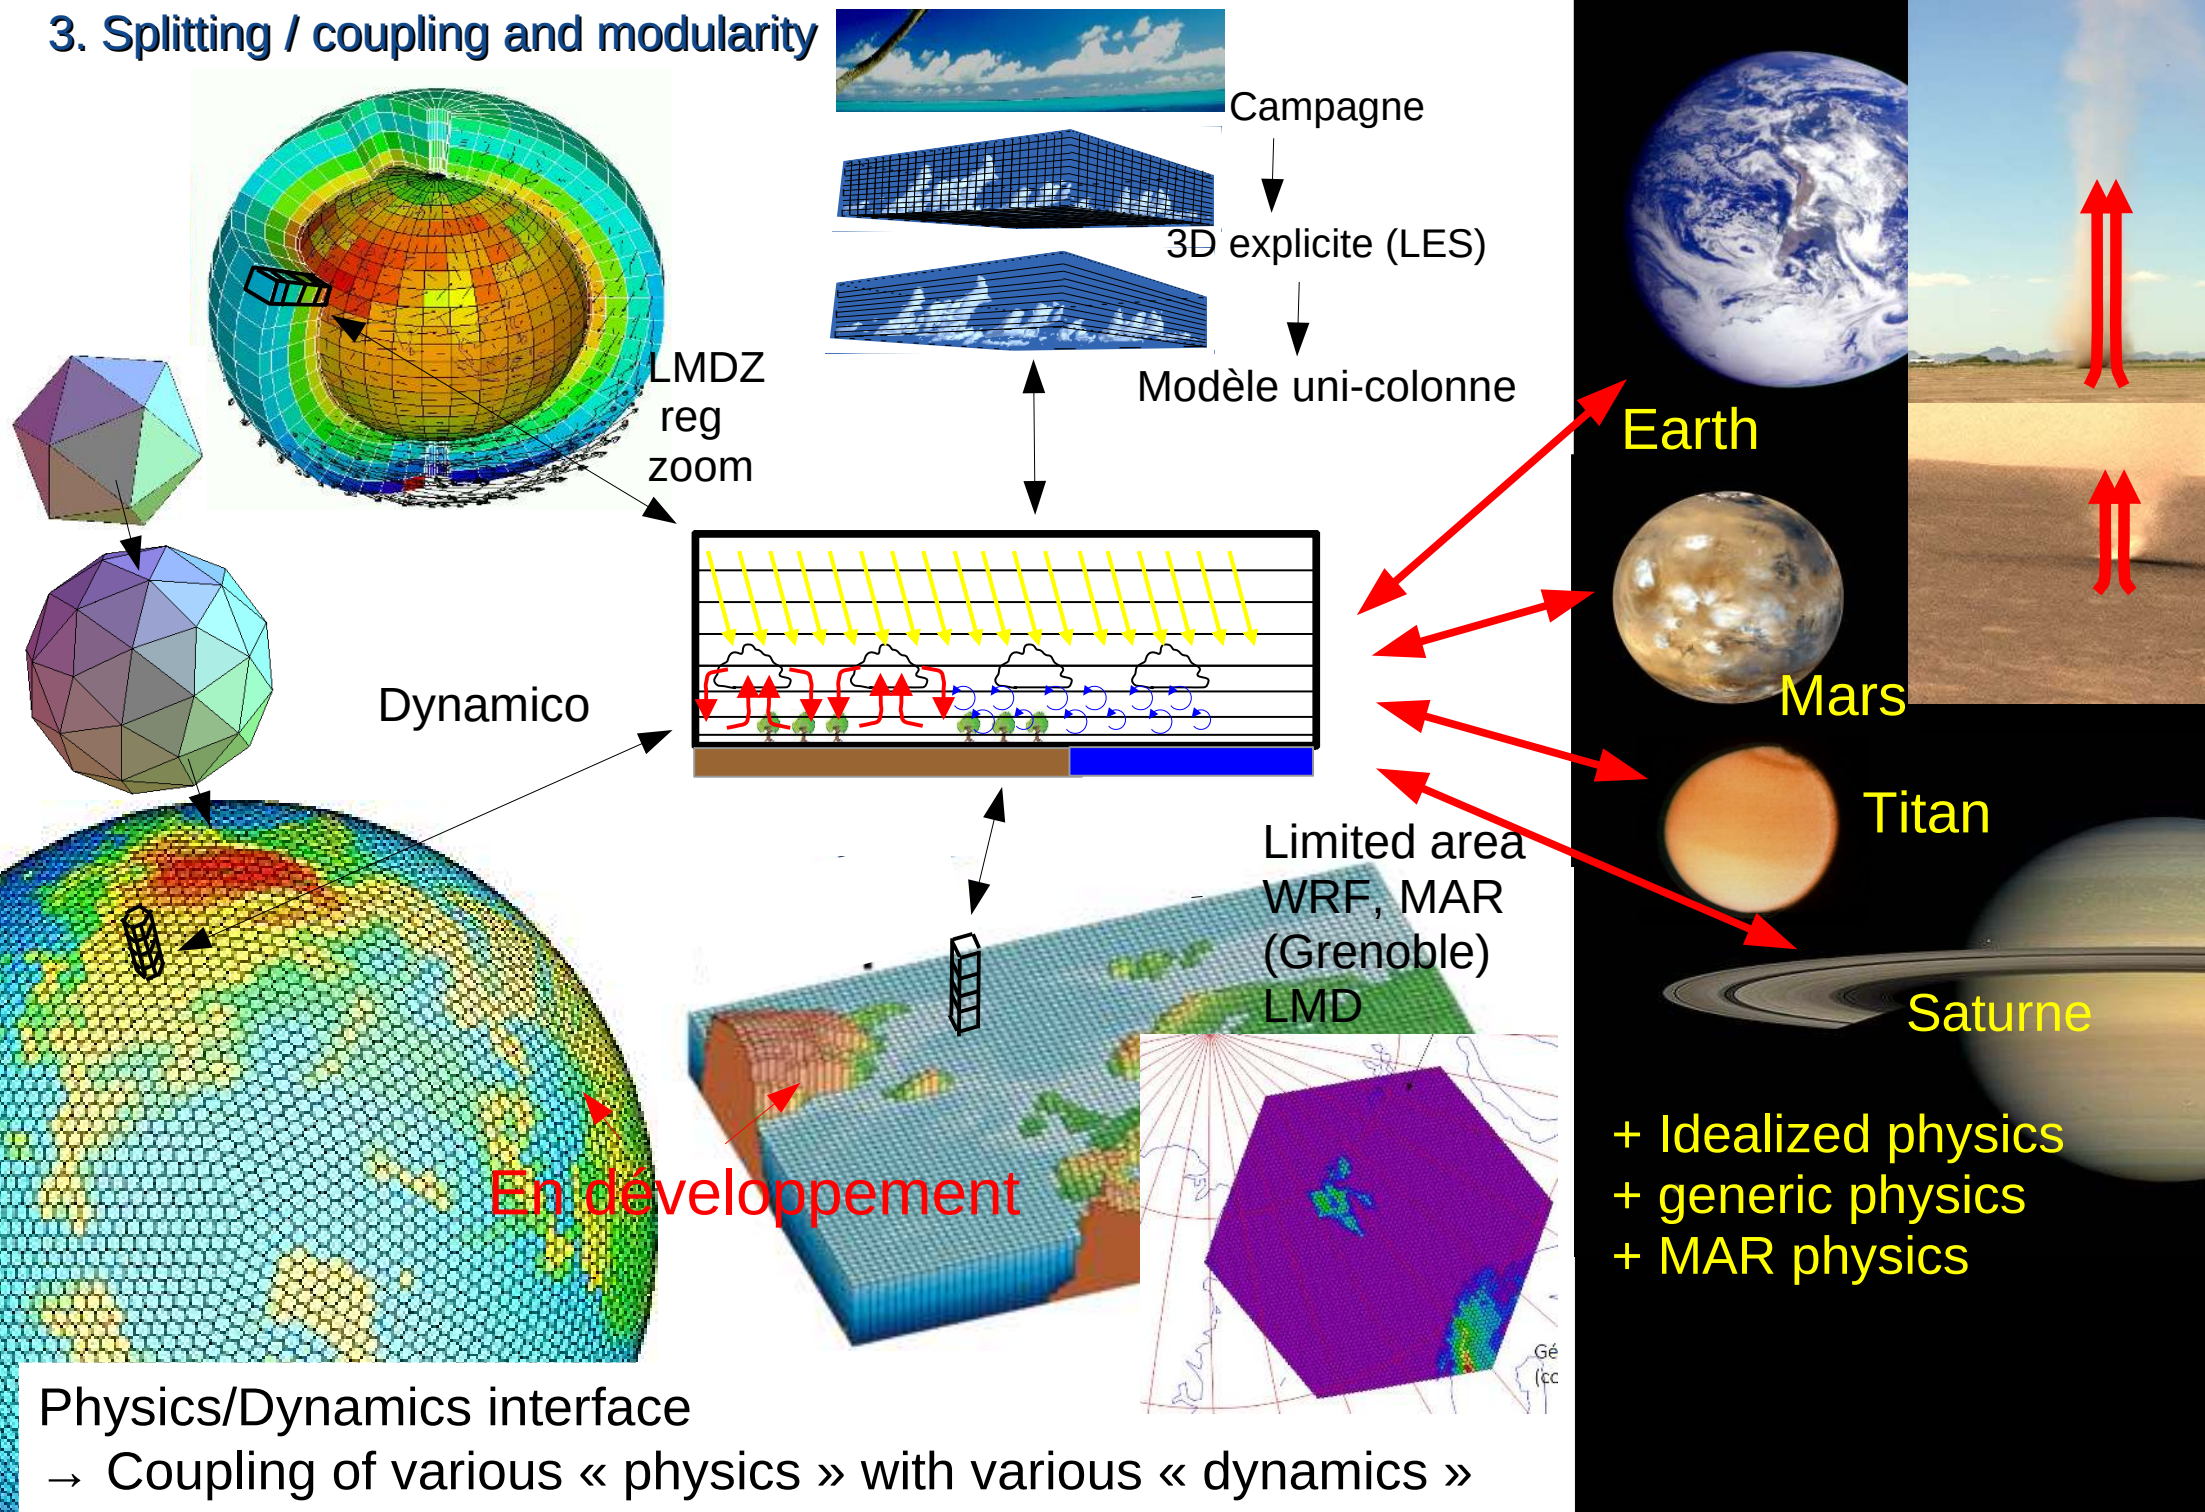 3. Splitting / coupling and modularity
Campagne
3D explicite (LES)
Modèle uni-colonne
LMDZ
reg
zoom
Dynamico
Limited area
WRF, MAR
(Grenoble)
LMD
En développement
Gé
(cc
Earth
Mars
Titan
Saturne
+ Idealized physics
+ generic physics
+ MAR physics
Physics/Dynamics interface
→ Coupling of various « physics » with various « dynamics »